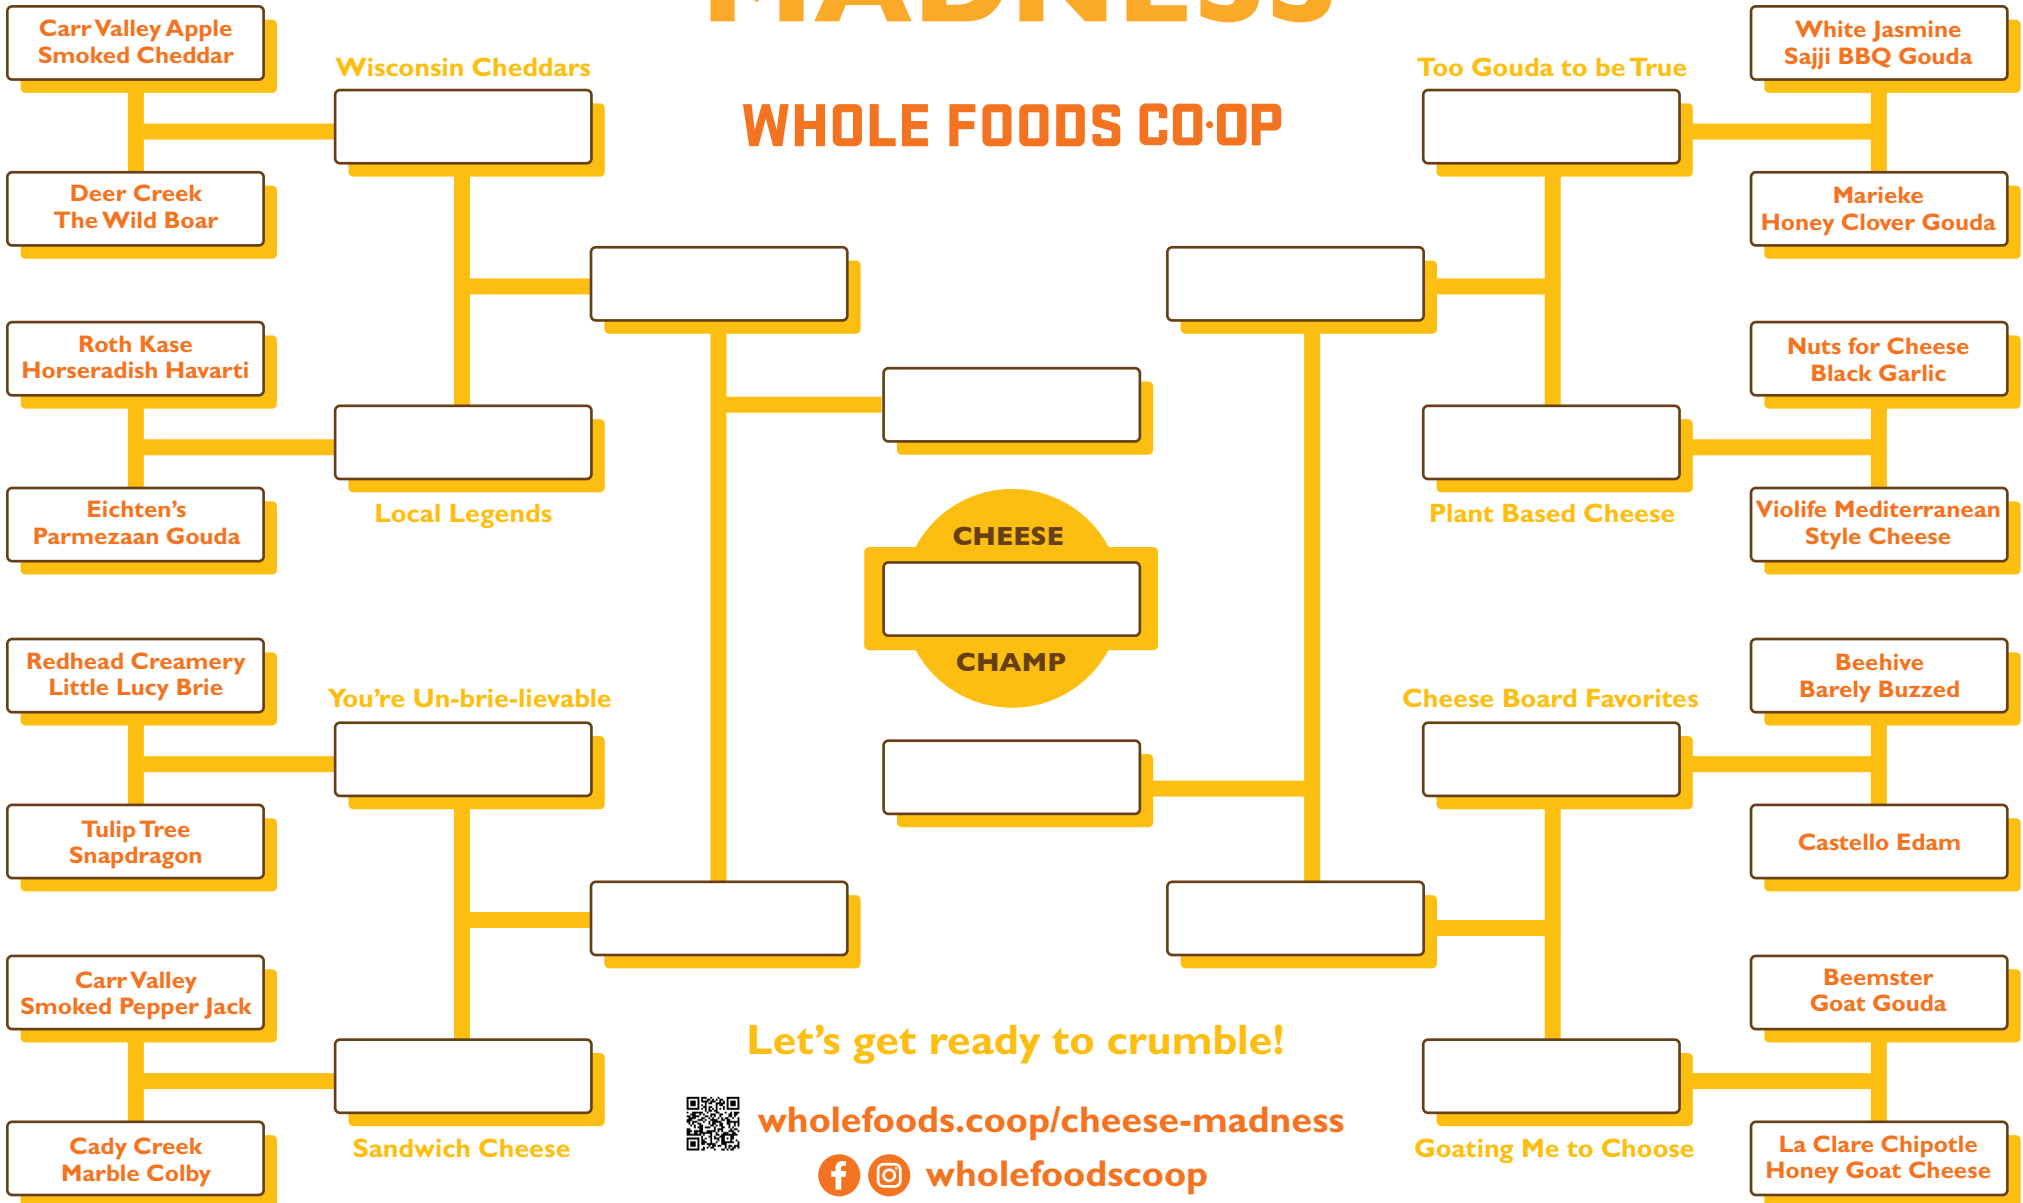 MADNESS
WHOLE FOODS CO·OP
Carr Valley Apple
Smoked Cheddar
Deer Creek
The Wild Boar
Wisconsin Cheddars
Roth Kase
Horseradish Havarti
Eichten's
Parmezaan Gouda
Local Legends
Redhead Creamery
Little Lucy Brie
Tulip Tree
Snapdragon
You're Un-brie-lievable
Carr Valley
Smoked Pepper Jack
Cady Creek
Marble Colby
Sandwich Cheese
CHEESE
CHAMP
Too Gouda to be True
White Jasmine
Sajji BBQ Gouda
Marieke
Honey Clover Gouda
Nuts for Cheese
Black Garlic
Violife Mediterranean
Style Cheese
Plant Based Cheese
Cheese Board Favorites
Beehive
Barely Buzzed
Castello Edam
Beemster
Goat Gouda
La Clare Chipotle
Honey Goat Cheese
Goating Me to Choose
Let's get ready to crumble!
wholefoods.coop/cheese-madness
wholefoodscoop